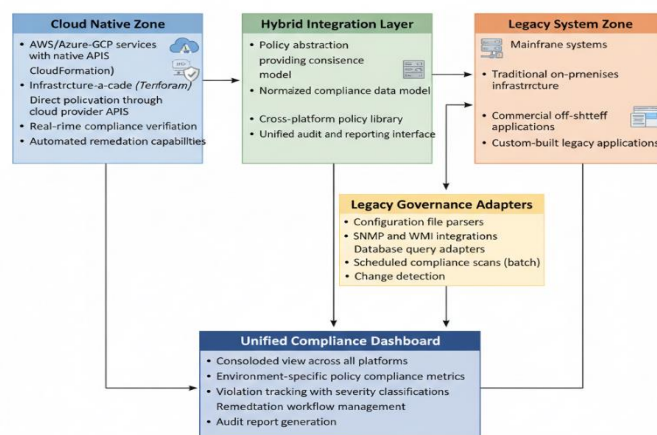 Cloud Native Zone
• AWS/Azure-GCP services
with native APIS
CloudFormation)
• Infrastrcture-a-cade (Tenforam)
Direct policvation through
cloud provider APIS
• Real-rime compliance verifiation
• Automated remedation capabilties
Hybrid Integration Layer
• Policy abstraction
providing consisence
model
• Normaized compliance data model
• Cross-platform policy library
• Unified audit and reporting interface
Legacy System Zone
Mainfrane systems
• Traditional on-pmenises
infrastrrcture
• Commercial off-shtteff
applications
• Custom-built legacy applications
Legacy Governance Adapters
• Configuration file parsers
• SNMP and WMI integrations
Database query adapters
• Scheduled compliance scans (batch)
• Change detection
Unified Compliance Dashboard
• Consoloded view across all platforms
• Environment-specific policy compliance metrics
• Violation tracking with severity classifications
Remedtation workflow management
• Audit report generation